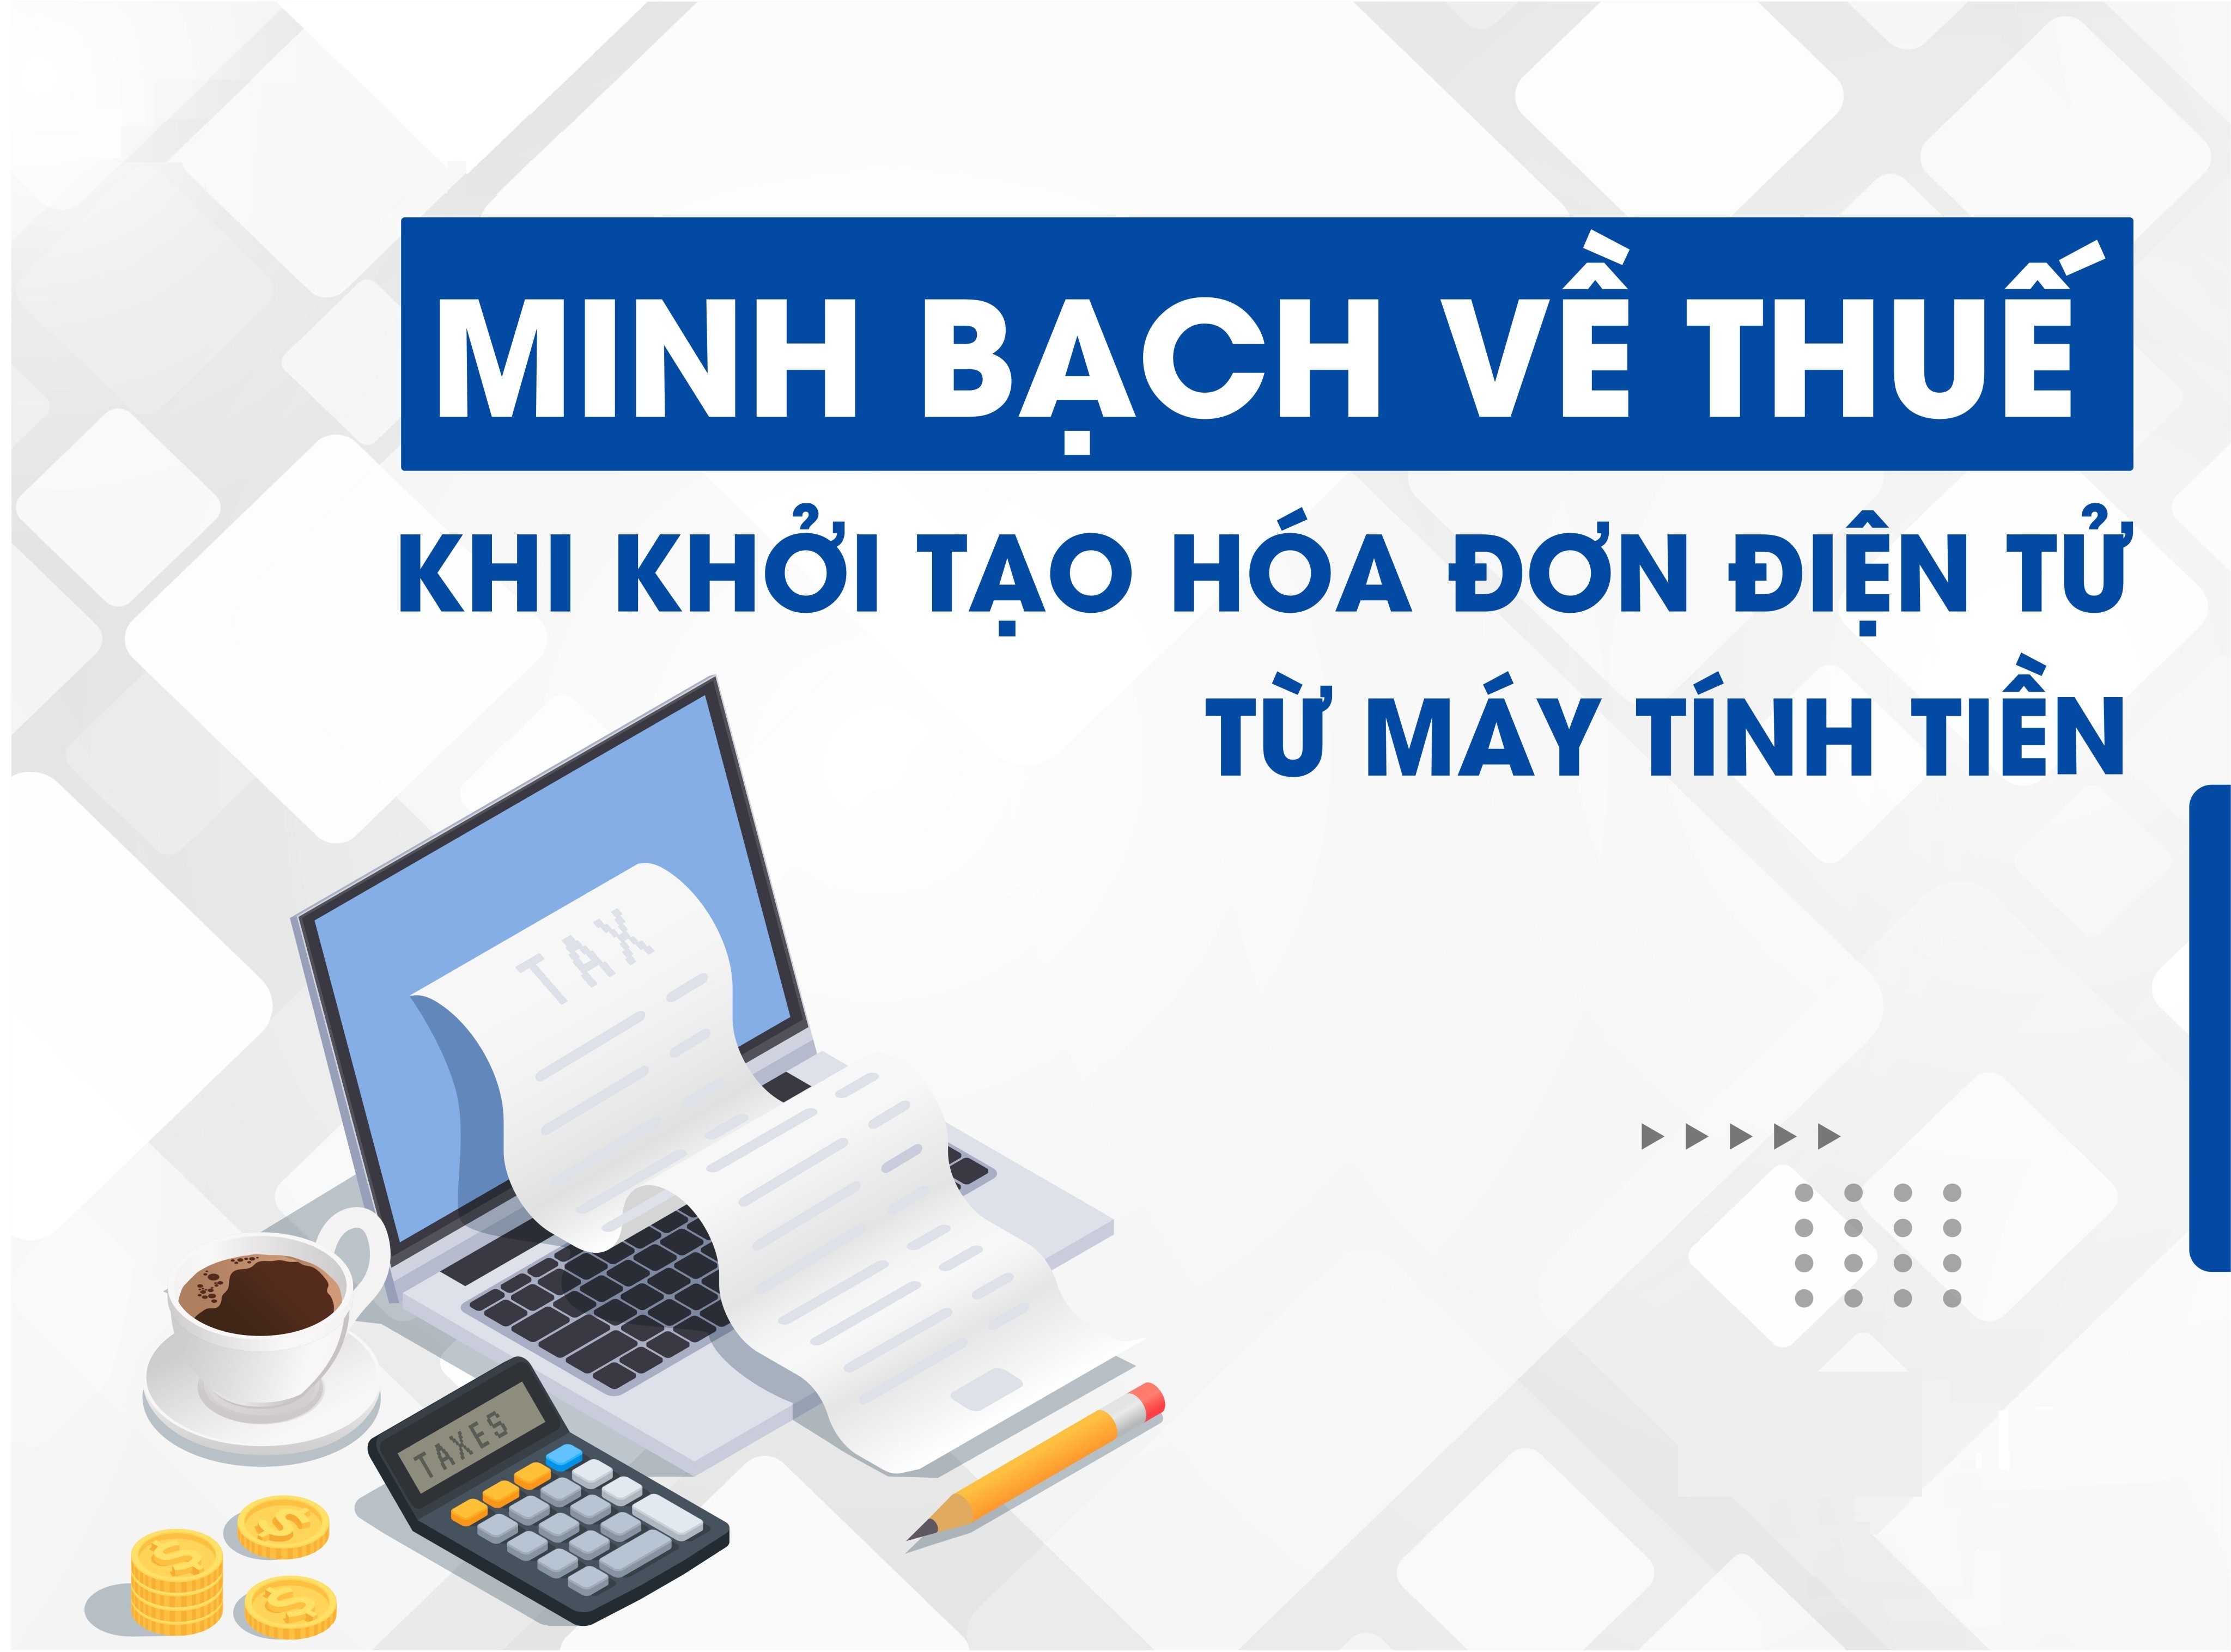 MINH BẠCH VỀ THUẾ
KHI KHỞI TẠO HÓA ĐƠN ĐIỆN TỬ
TỪ MÁY TÍNH TIỀN
TAX
TAXES